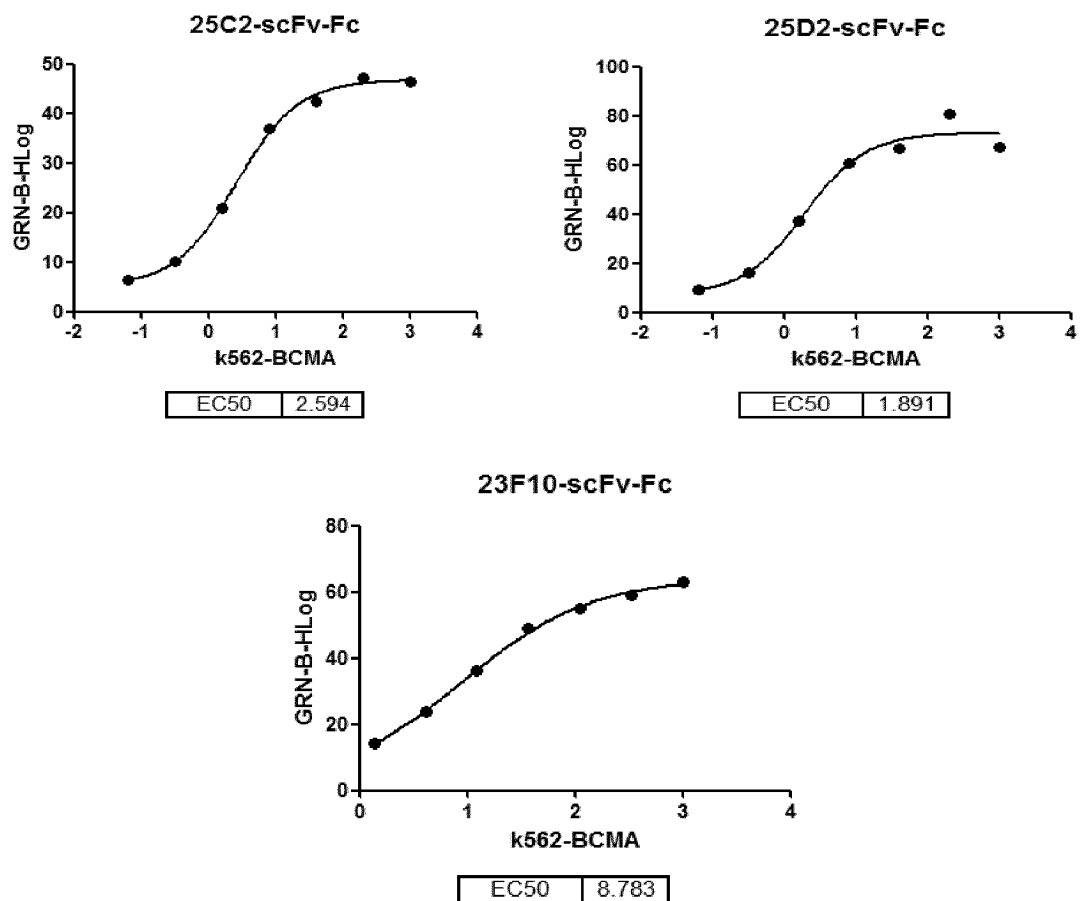 25C2-scFv-Fc
50
40
30
20
10
0
GRN-B-HLog
-2 -1 0 1 2 3 4
k562-BCMA
EC50 2.594
25D2-scFv-Fc
100
80
60
40
20
0
GRN-B-HLog
-2 -1 0 1 2 3 4
k562-BCMA
EC50 1.891
23F10-scFv-Fc
80
60
40
20
0
GRN-B-HLog
0 1 2 3 4
k562-BCMA
EC50 8.783